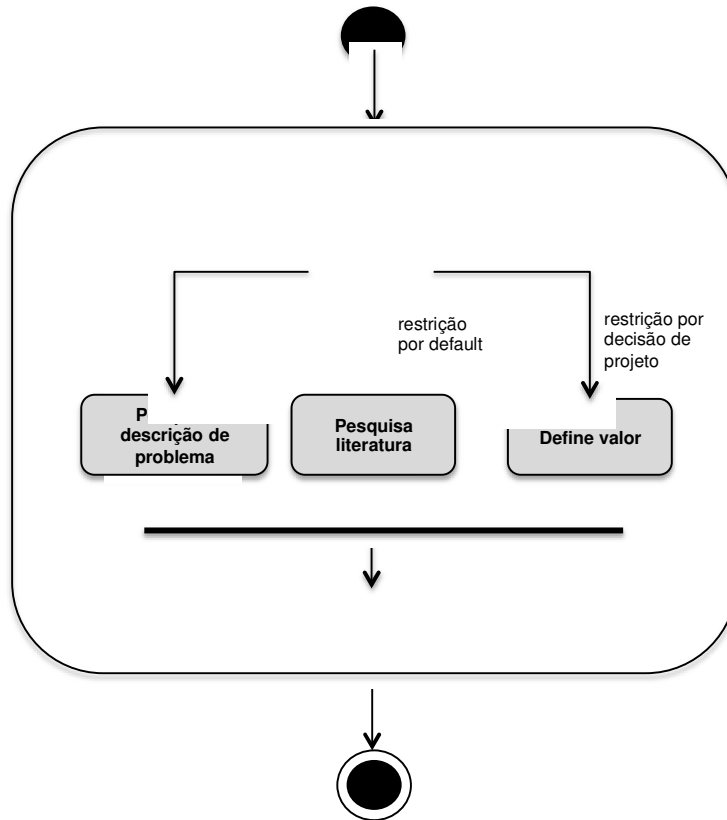 restrição
por default
restrição por
decisão de
projeto
descrição de
problema
Pesquisa
literatura
Define valor